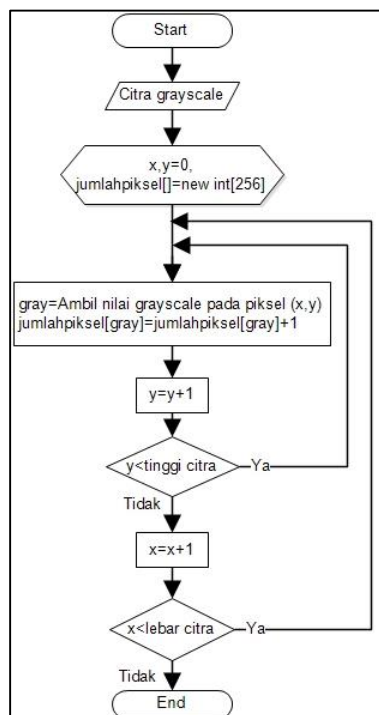 Start
Citra grayscale
x,y=0,
jumlahpiksel[]=new int[256]
gray=Ambil nilai grayscale pada piksel (x,y)
jumlahpiksel[gray]=jumlahpiksel[gray]+1
y=y+1
y<tinggi citra
Ya
Tidak
x=x+1
x<lebar citra
Ya
Tidak
End